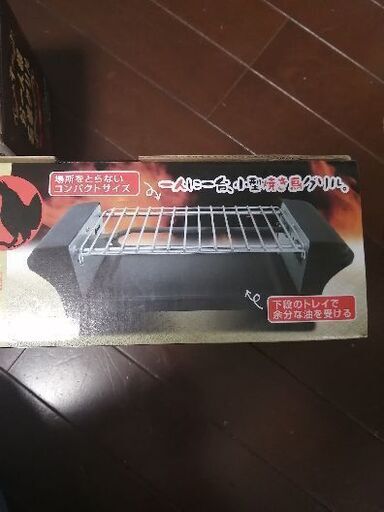 場所をとらない
コンパクトサイズ
一人に一台、小型焼き鳥グリル。
下段のトレイで
余分な油を受ける